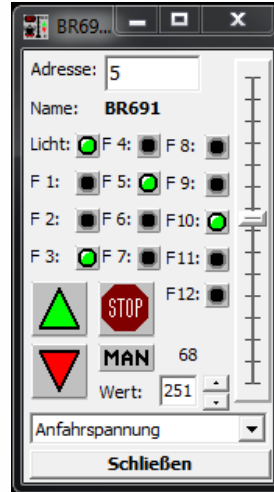 BR69...
Adresse: 5
Name: BR691
Licht: F 4: F 8:
F 1: F 5: F 9:
F 2: F 6: F10:
F 3: F 7: F11:
F12:
STOP
MAN 68
Wert: 251
Anfahrspannung
Schließen